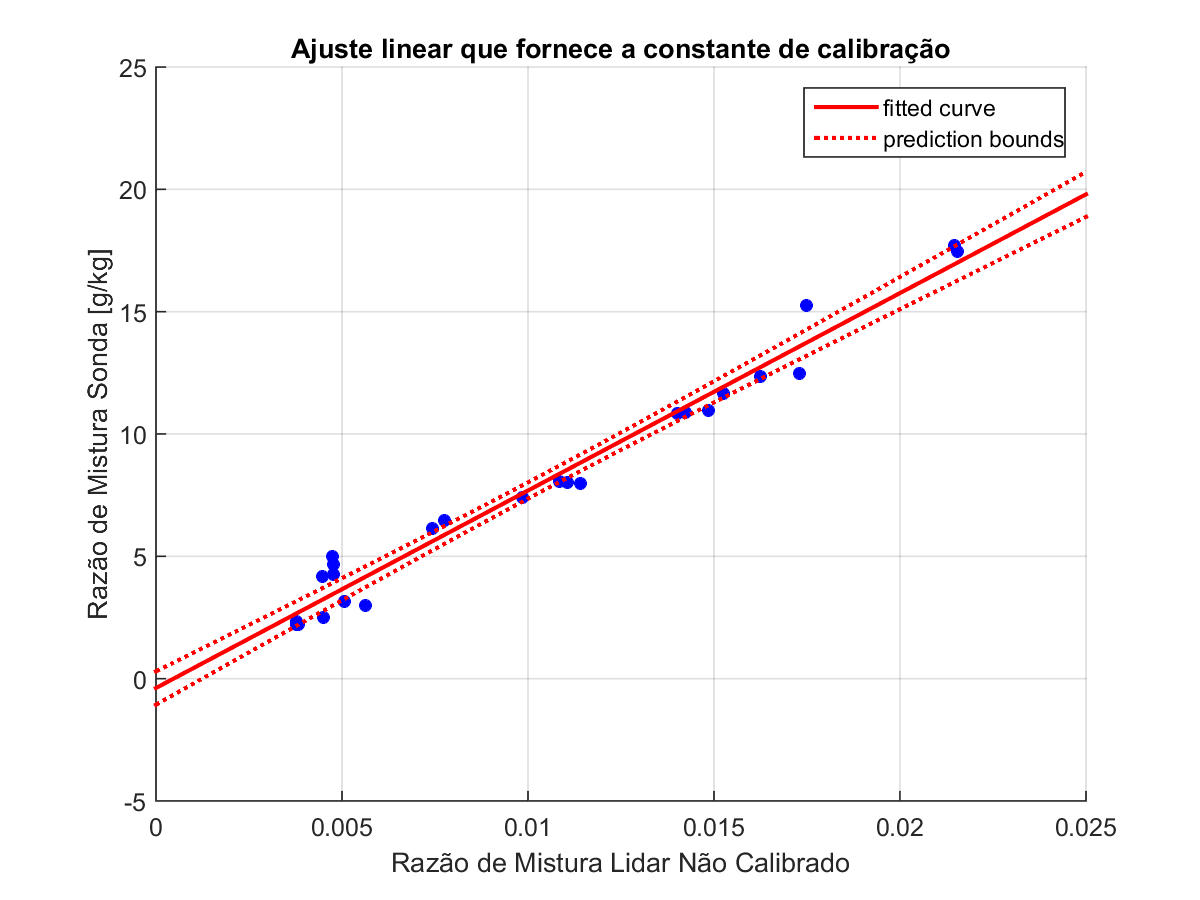 Ajuste linear que fornece a constante de calibração
25
20
15
10
5
0
-5
0
0.005
0.01
0.015
0.02
0.025
fitted curve
prediction bounds
Razão de Mistura Sonda [g/kg]
Razão de Mistura Lidar Não Calibrado